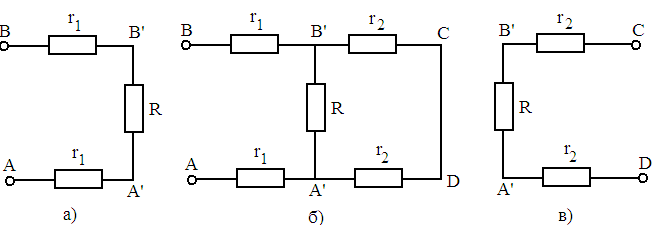 B r₁ B'
R
A r₁ A'
а)
B r₁ B' r₂ C
R
A r₁ A' r₂ D
б)
B' r₂ C
R
A' r₂ D
в)